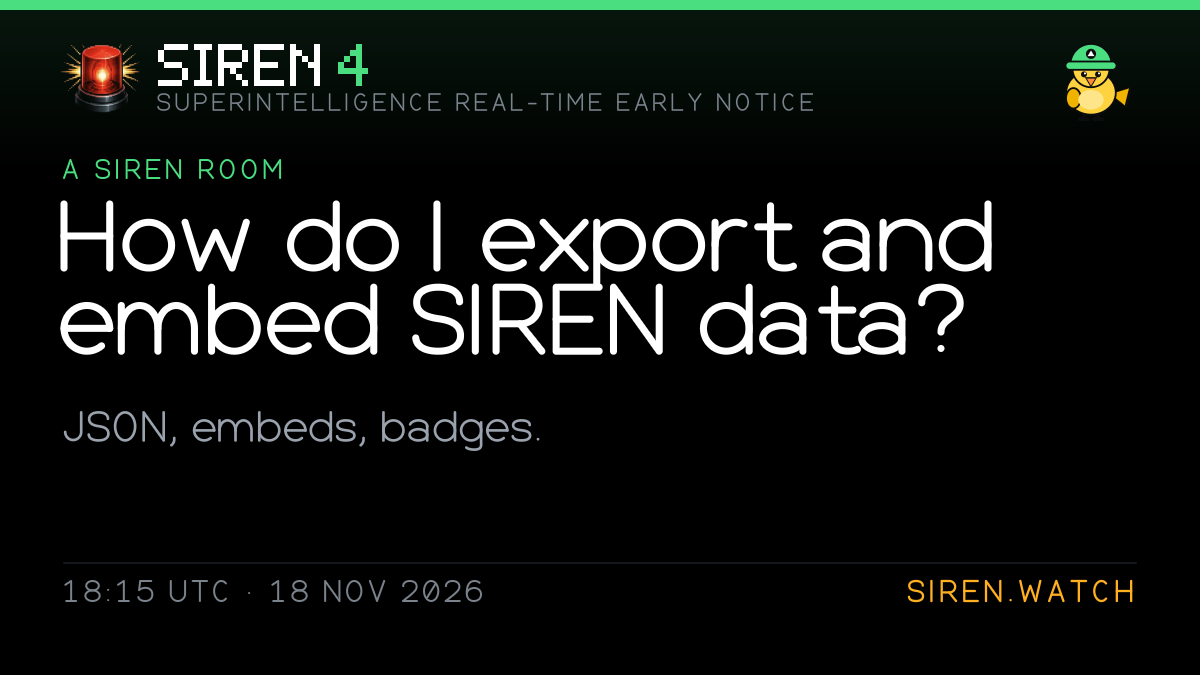 SIREN 4
SUPERINTELLIGENCE REAL-TIME EARLY NOTICE
A SIREN ROOM
How do I export and
embed SIREN data?
JSON, embeds, badges.
18:15 UTC · 18 NOV 2026
SIREN.WATCH